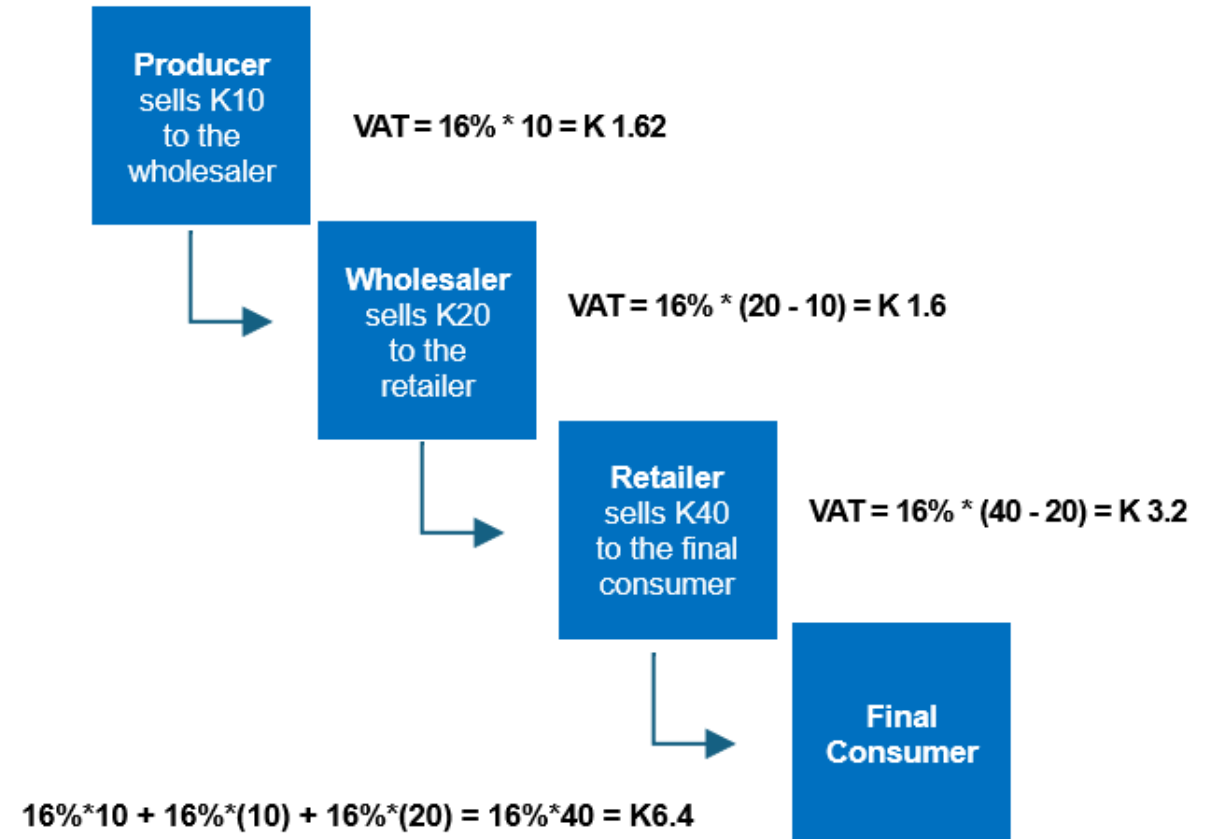 Producer
sells K10
to the
wholesaler
VAT = 16% * 10 = K 1.62
Wholesaler
sells K20
to the
retailer
VAT = 16% * (20 - 10) = K 1.6
Retailer
sells K40
to the final
consumer
VAT = 16% * (40 - 20) = K 3.2
Final
Consumer
16%*10 + 16%*(10) + 16%*(20) = 16%*40 = K6.4